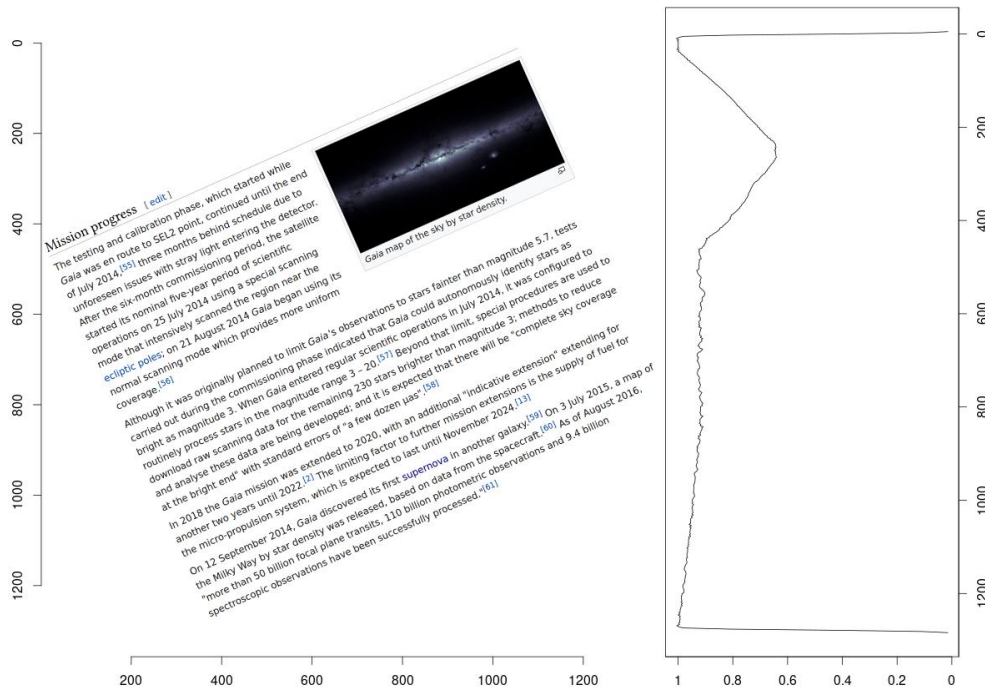 Mission progress [ edit ]
The testing and calibration phase, which started while
Gaia was en route to SEL2 point, continued until the end
of July 2014,[55] three months behind schedule due to
unforeseen issues with stray light entering the detector.
After the six-month commissioning period, the satellite
started its nominal five-year period of scientific
operations on 25 July 2014 using a special scanning
mode that intensively scanned the region near the
ecliptic poles; on 21 August 2014 Gaia began using its
normal scanning mode which provides more uniform
coverage.[56]
Gaia map of the sky by star density.
Although it was originally planned to limit Gaia's observations to stars fainter than magnitude 5.7, tests
carried out during the commissioning phase indicated that Gaia could autonomously identify stars as
bright as magnitude 3. When Gaia entered regular scientific operations in July 2014, it was configured to
routinely process stars in the magnitude range 3 – 20.[57] Beyond that limit, special procedures are used to
download raw scanning data for the remaining 230 stars brighter than magnitude 3; methods to reduce
and analyse these data are being developed; and it is expected that there will be "complete sky coverage
at the bright end" with standard errors of "a few dozen µas".[58]
In 2018 the Gaia mission was extended to 2020, with an additional "indicative extension" extending for
another two years until 2022.[2] The limiting factor to further mission extensions is the supply of fuel for
the micro-propulsion system, which is expected to last until November 2024.[13]
On 12 September 2014, Gaia discovered its first supernova in another galaxy.[59] On 3 July 2015, a map of
the Milky Way by star density was released, based on data from the spacecraft.[60] As of August 2016,
"more than 50 billion focal plane transits, 110 billion photometric observations and 9.4 billion
spectroscopic observations have been successfully processed."[61]
0
200
400
600
800
1000
1200
200
400
600
800
1000
1200
0
200
400
600
800
1000
1200
1
0.8
0.6
0.4
0.2
0